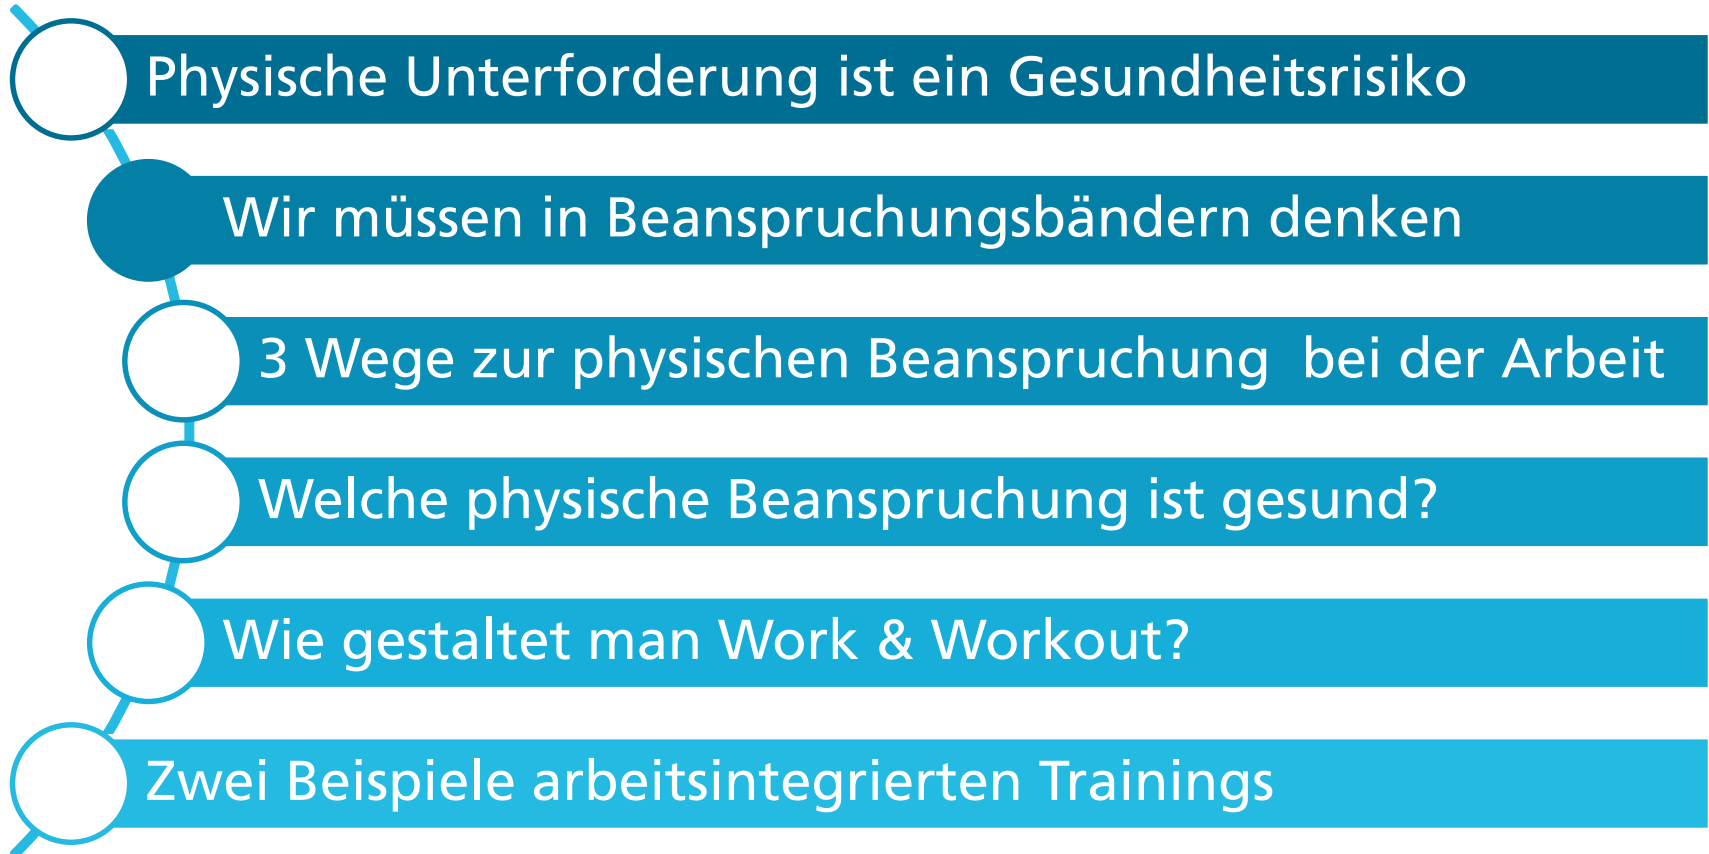 Physische Unterforderung ist ein Gesundheitsrisiko
Wir müssen in Beanspruchungsbändern denken
3 Wege zur physischen Beanspruchung  bei der Arbeit
Welche physische Beanspruchung ist gesund?
Wie gestaltet man Work & Workout?
Zwei Beispiele arbeitsintegrierten Trainings